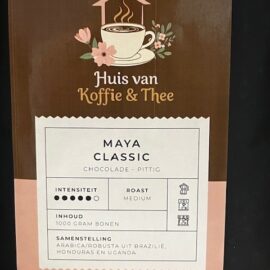 Huis van
Koffie & Thee
MAYA
CLASSIC
CHOCOLADE - PITTIG
INTENSITEIT
ROAST
MEDIUM
INHOUD
1000 GRAM BONEN
SAMENSTELLING
ARABICA/ROBUSTA UIT BRAZILIË,
HONDURAS EN UGANDA